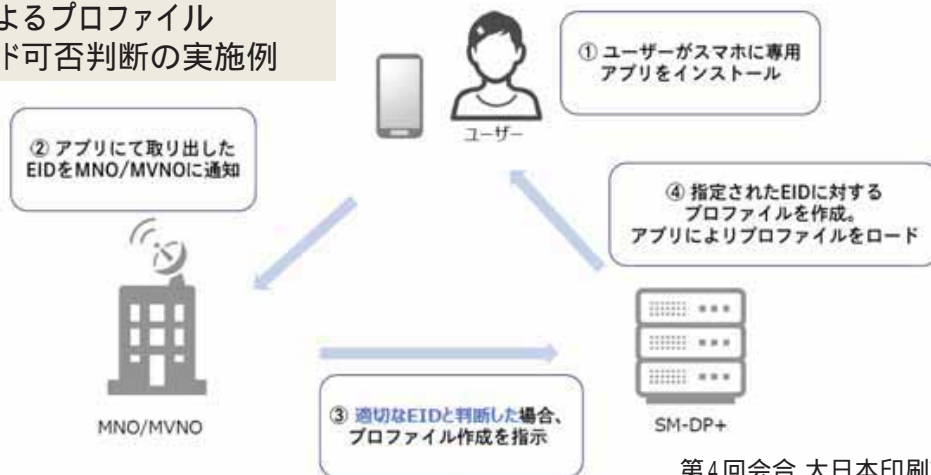 よるプロファイル
ド可否判断の実施例
① ユーザーがスマホに専用
アプリをインストール
ユーザー
② アプリにて取り出した
EIDをMNO/MVNOに通知
④ 指定されたEIDに対する
プロファイルを作成。
アプリによりプロファイルをロード
MNO/MVNO
③ 適切なEIDと判断した場合、
プロファイル作成を指示
SM-DP+
第4回会合 大日本印刷